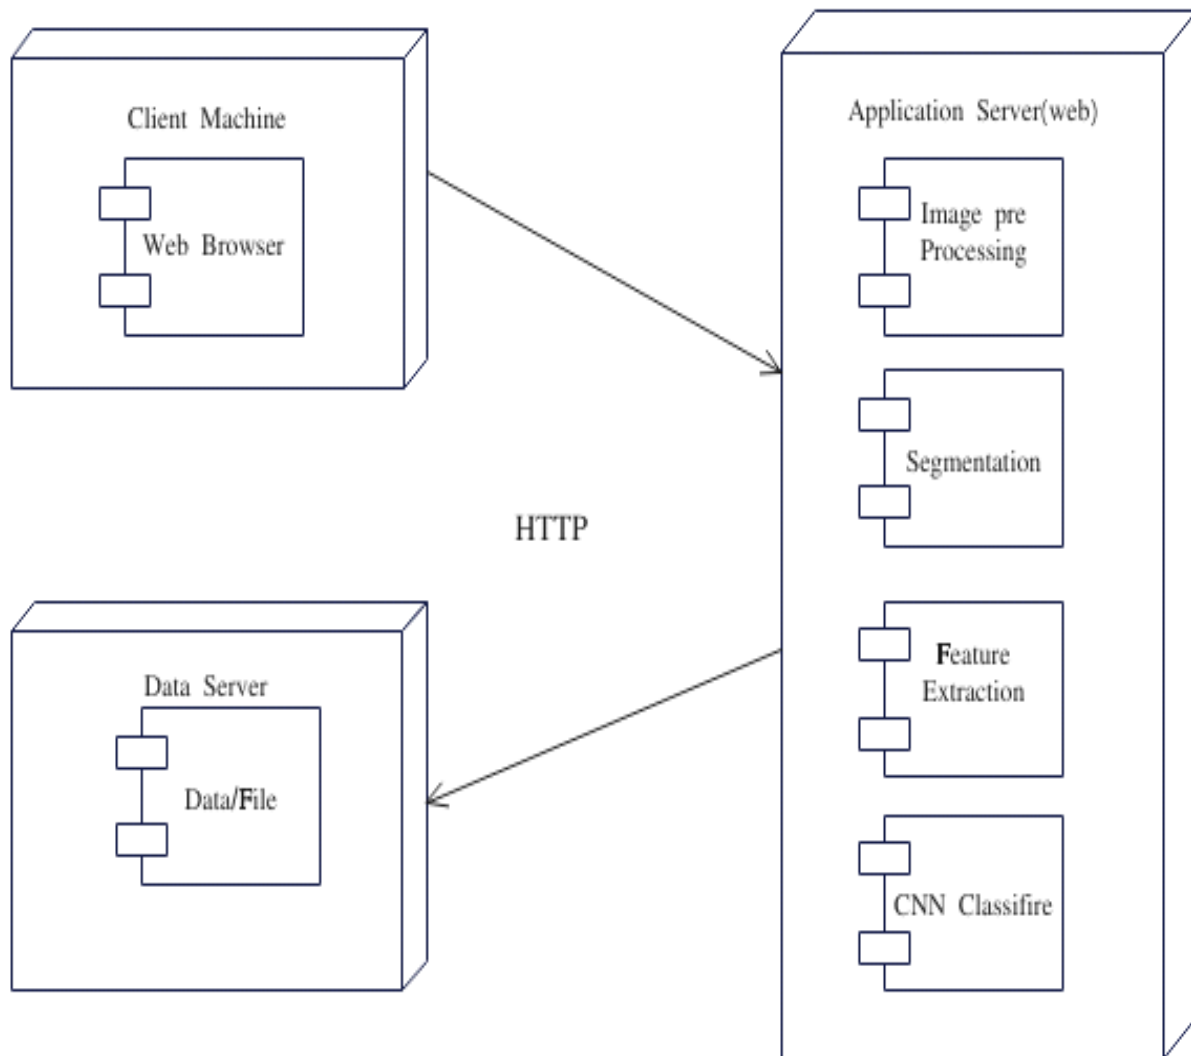 Client Machine
Web Browser
Application Server(web)
Image pre
Processing
Segmentation
HTTP
Feature
Extraction
Data Server
Data/File
CNN Classifire